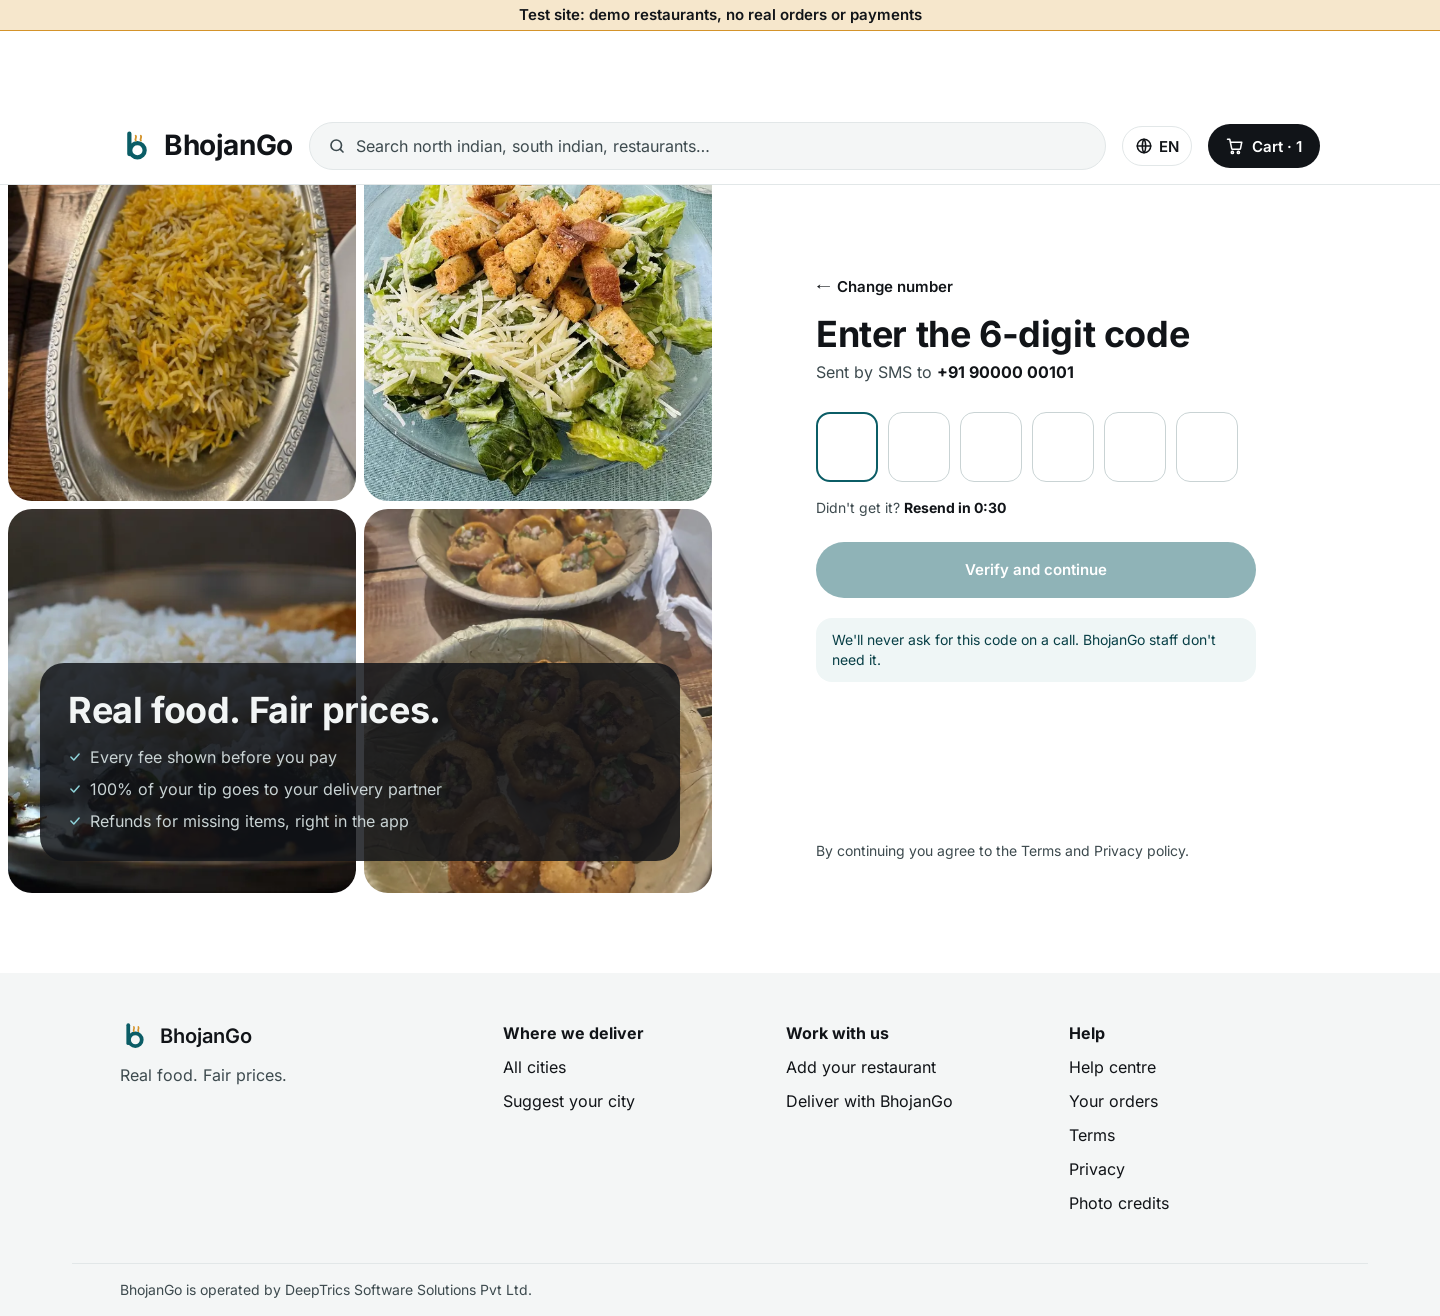 Test site: demo restaurants, no real orders or payments
BhojanGo
Search north indian, south indian, restaurants...
EN
Cart · 1
← Change number
Enter the 6-digit code
Sent by SMS to +91 90000 00101
Didn't get it? Resend in 0:30
Verify and continue
We'll never ask for this code on a call. BhojanGo staff don't
need it.
Real food. Fair prices.
Every fee shown before you pay
100% of your tip goes to your delivery partner
Refunds for missing items, right in the app
By continuing you agree to the Terms and Privacy policy.
BhojanGo
Real food. Fair prices.
Where we deliver
All cities
Suggest your city
Work with us
Add your restaurant
Deliver with BhojanGo
Help
Help centre
Your orders
Terms
Privacy
Photo credits
BhojanGo is operated by DeepTrics Software Solutions Pvt Ltd.